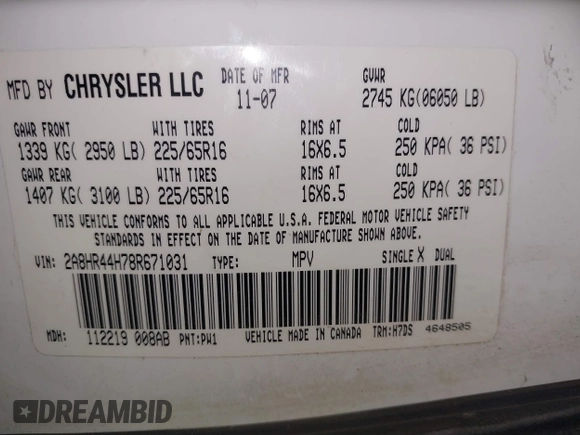 MFD BY CHRYSLER LLC DATE OF MFR 11-07 GVWR 2745 KG(06050 LB)
GAWR FRONT WITH TIRES RIMS AT COLD
1339 KG( 2950 LB) 225/65R16 16X6.5 250 KPA( 36 PSI)
GAWR REAR WITH TIRES RIMS AT COLD
1407 KG( 3100 LB) 225/65R16 16X6.5 250 KPA( 36 PSI)
THIS VEHICLE CONFORMS TO ALL APPLICABLE U.S.A. FEDERAL MOTOR VEHICLE SAFETY
STANDARDS IN EFFECT ON THE DATE OF MANUFACTURE SHOWN ABOVE.
VIN: 2A8HR44H78R671031 TYPE: MPV SINGLE X DUAL
MDH: 112219 008AB PNT:PW1 VEHICLE MADE IN CANADA TRM:H7DS 4648505
DREAMBID